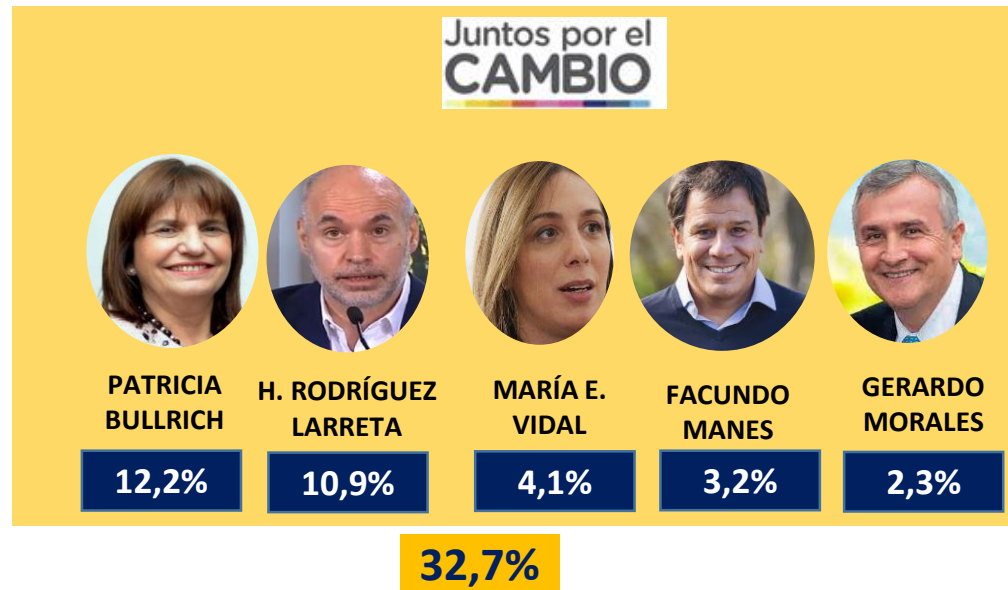 Juntos por el
CAMBIO
PATRICIA
BULLRICH
12,2%
H. RODRÍGUEZ
LARRETA
10,9%
MARÍA E.
VIDAL
4,1%
FACUNDO
MANES
3,2%
GERARDO
MORALES
2,3%
32,7%